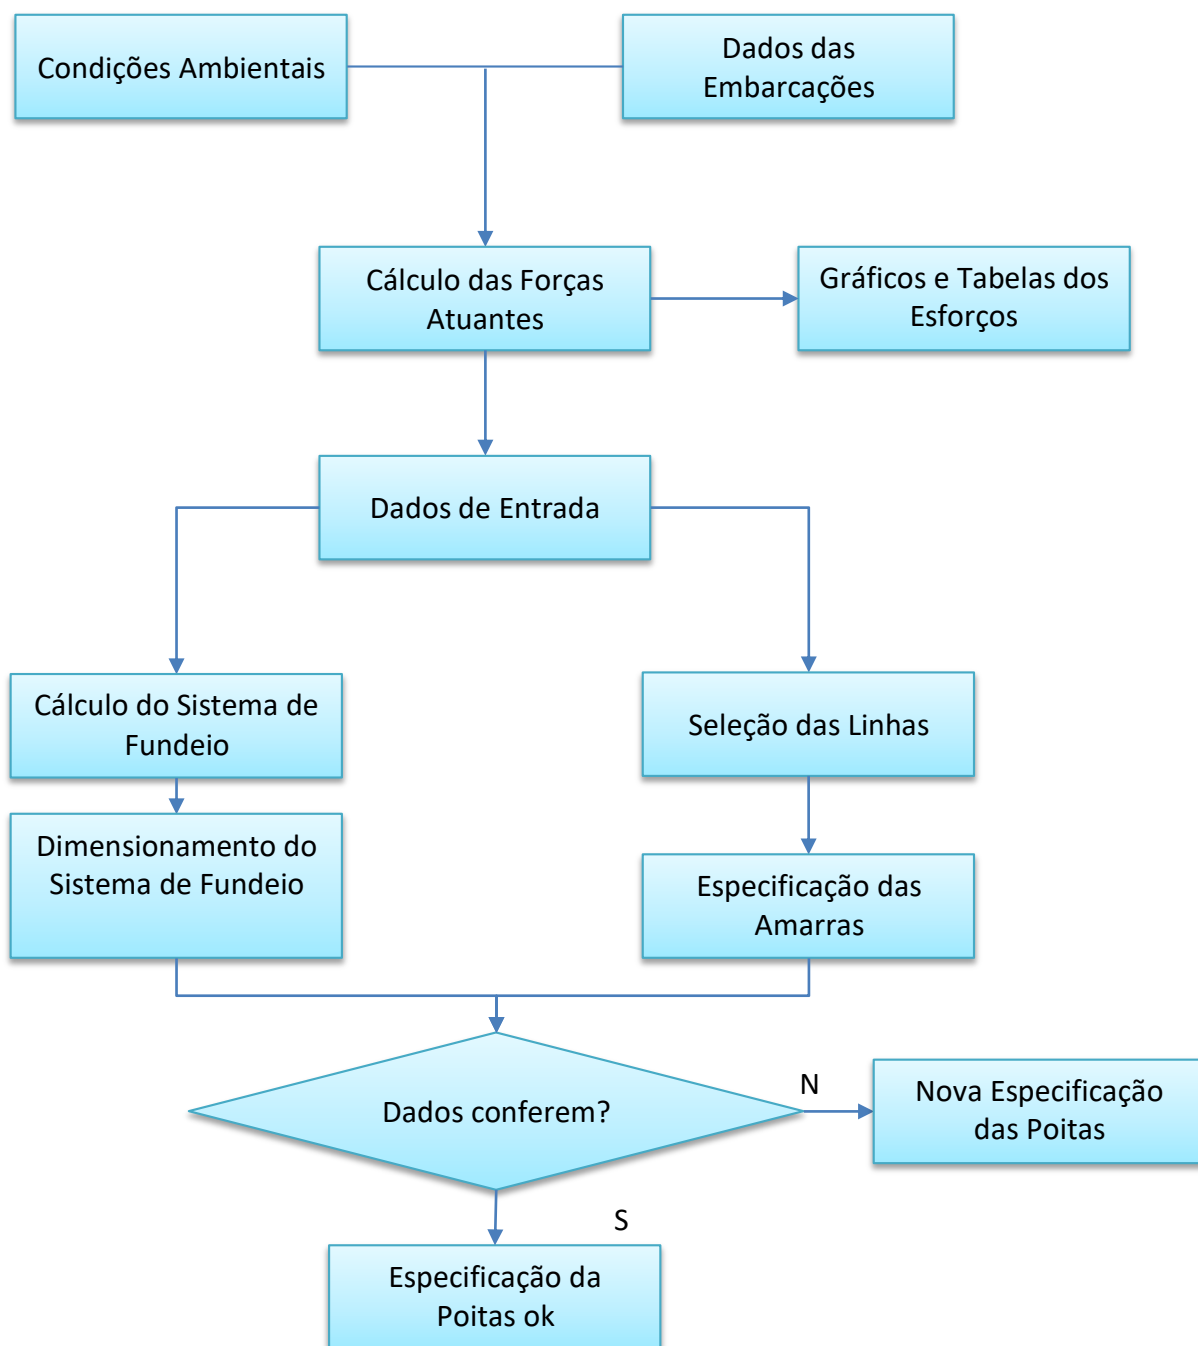 Condições Ambientais
Dados das
Embarcações
Cálculo das Forças
Atuantes
Gráficos e Tabelas dos
Esforços
Dados de Entrada
Cálculo do Sistema de
Fundeio
Seleção das Linhas
Dimensionamento do
Sistema de Fundeio
Especificação das
Amarras
Dados conferem?
N
Nova Especificação
das Poitas
S
Especificação da
Poitas ok